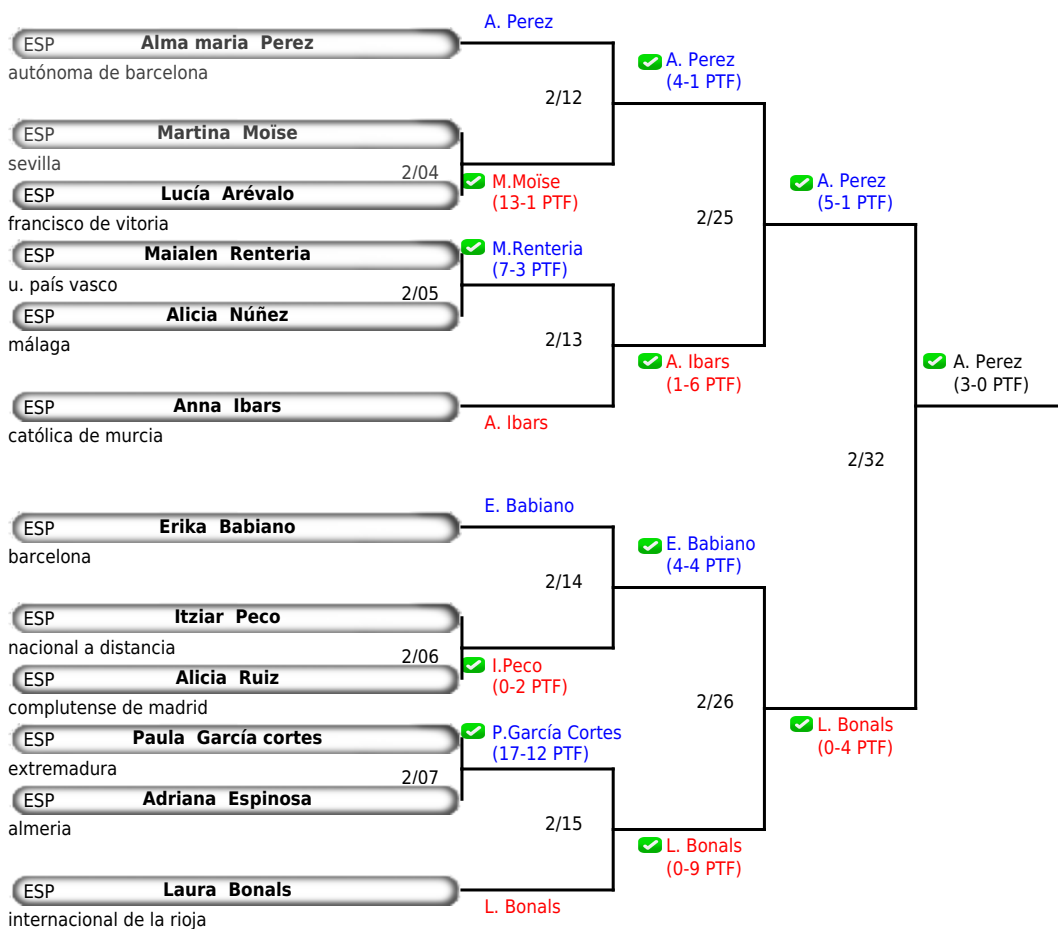 A. Perez
ESP Alma maria Perez
autónoma de barcelona
A. Perez
(4-1 PTF)
2/12
ESP Martina Moïse
sevilla
2/04
M.Moïse
(13-1 PTF)
ESP Lucía Arévalo
francisco de vitoria
A. Perez
(5-1 PTF)
2/25
ESP Maialen Renteria
M.Renteria
(7-3 PTF)
u. país vasco
2/05
ESP Alicia Núñez
málaga
2/13
A. Ibars
(1-6 PTF)
A. Perez
(3-0 PTF)
ESP Anna Ibars
A. Ibars
católica de murcia
2/32
E. Babiano
ESP Erika Babiano
barcelona
E. Babiano
(4-4 PTF)
2/14
ESP Itziar Peco
nacional a distancia
2/06
I.Peco
(0-2 PTF)
ESP Alicia Ruiz
complutense de madrid
2/26
L. Bonals
(0-4 PTF)
ESP Paula García cortes
P.García Cortes
(17-12 PTF)
extremadura
2/07
ESP Adriana Espinosa
almeria
2/15
L. Bonals
(0-9 PTF)
ESP Laura Bonals
L. Bonals
internacional de la rioja